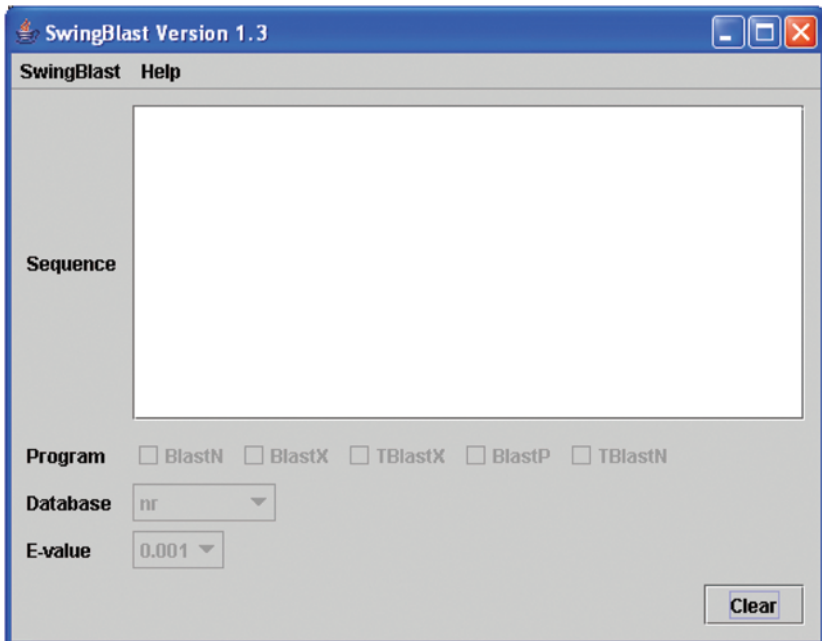 SwingBlast Version 1.3
SwingBlast Help
Sequence
Program BlastN BlastX TBlastX BlastP TBlastN
Database nr
E-value 0.001
Clear